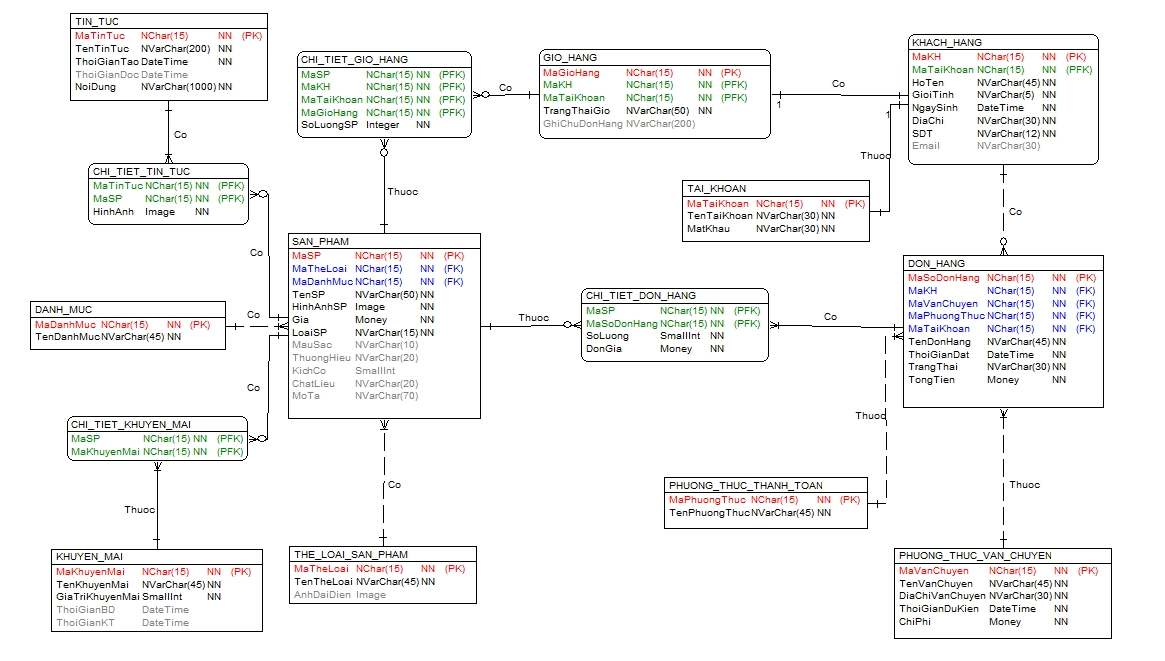 TIN_TUC
MaTinTuc NChar(15) NN (PK)
TenTinTuc NVarChar(200) NN
ThoiGianTao DateTime NN
ThoiGianDoc DateTime
NoiDung NVarChar(1000) NN
Co
CHI_TIET_TIN_TUC
MaTinTuc NChar(15) NN (PFK)
MaSP NChar(15) NN (PFK)
HinhAnh Image NN
Co
CHI_TIET_GIO_HANG
MaSP NChar(15) NN (PFK)
MaKH NChar(15) NN (PFK)
MaTaiKhoan NChar(15) NN (PFK)
MaGioHang NChar(15) NN (PFK)
SoLuongSP Integer NN
Co
Thuoc
GIO_HANG
MaGioHang NChar(15) NN (PK)
MaKH NChar(15) NN (PFK)
MaTaiKhoan NChar(15) NN (PFK)
TrangThaiGio NVarChar(50) NN
GhiChuDonHang NVarChar(200)
1
Co
1
Thuoc
KHACH_HANG
MaKH NChar(15) NN (PK)
MaTaiKhoan NChar(15) NN (PFK)
HoTen NVarChar(45) NN
GioiTinh NVarChar(5) NN
NgaySinh DateTime NN
DiaChi NVarChar(30) NN
SDT NVarChar(12) NN
Email NVarChar(30)
Co
TAI_KHOAN
MaTaiKhoan NChar(15) NN (PK)
TenTaiKhoan NVarChar(30) NN
MatKhau NVarChar(30) NN
SAN_PHAM
MaSP NChar(15) NN (PK)
MaTheLoai NChar(15) NN (FK)
MaDanhMuc NChar(15) NN (FK)
TenSP NVarChar(50) NN
HinhAnhSP Image NN
Gia Money NN
LoaiSP NVarChar(15) NN
MauSac NVarChar(10)
ThuongHieu NVarChar(20)
KichCo SmallInt
ChatLieu NVarChar(20)
MoTa NVarChar(70)
DANH_MUC
MaDanhMuc NChar(15) NN (PK)
TenDanhMuc NVarChar(45) NN
Co
Co
Thuoc
CHI_TIET_DON_HANG
MaSP NChar(15) NN (PFK)
MaSoDonHang NChar(15) NN (PFK)
SoLuong SmallInt NN
DonGia Money NN
Co
DON_HANG
MaSoDonHang NChar(15) NN (PK)
MaKH NChar(15) NN (FK)
MaVanChuyen NChar(15) NN (FK)
MaPhuongThuc NChar(15) NN (FK)
MaTaiKhoan NChar(15) NN (FK)
TenDonHang NVarChar(45) NN
ThoiGianDat DateTime NN
TrangThai NVarChar(30) NN
TongTien Money NN
Thuoc
Thuoc
CHI_TIET_KHUYEN_MAI
MaSP NChar(15) NN (PFK)
MaKhuyenMai NChar(15) NN (PFK)
Thuoc
Co
KHUYEN_MAI
MaKhuyenMai NChar(15) NN (PK)
TenKhuyenMai NVarChar(45) NN
GiaTriKhuyenMai SmallInt NN
ThoiGianBD DateTime
ThoiGianKT DateTime
THE_LOAI_SAN_PHAM
MaTheLoai NChar(15) NN (PK)
TenTheLoai NVarChar(45) NN
AnhDaiDien Image
PHUONG_THUC_THANH_TOAN
MaPhuongThuc NChar(15) NN (PK)
TenPhuongThuc NVarChar(45) NN
PHUONG_THUC_VAN_CHUYEN
MaVanChuyen NChar(15) NN (PK)
TenVanChuyen NVarChar(45) NN
DiaChiVanChuyen NVarChar(30) NN
ThoiGianDuKien DateTime NN
ChiPhi Money NN